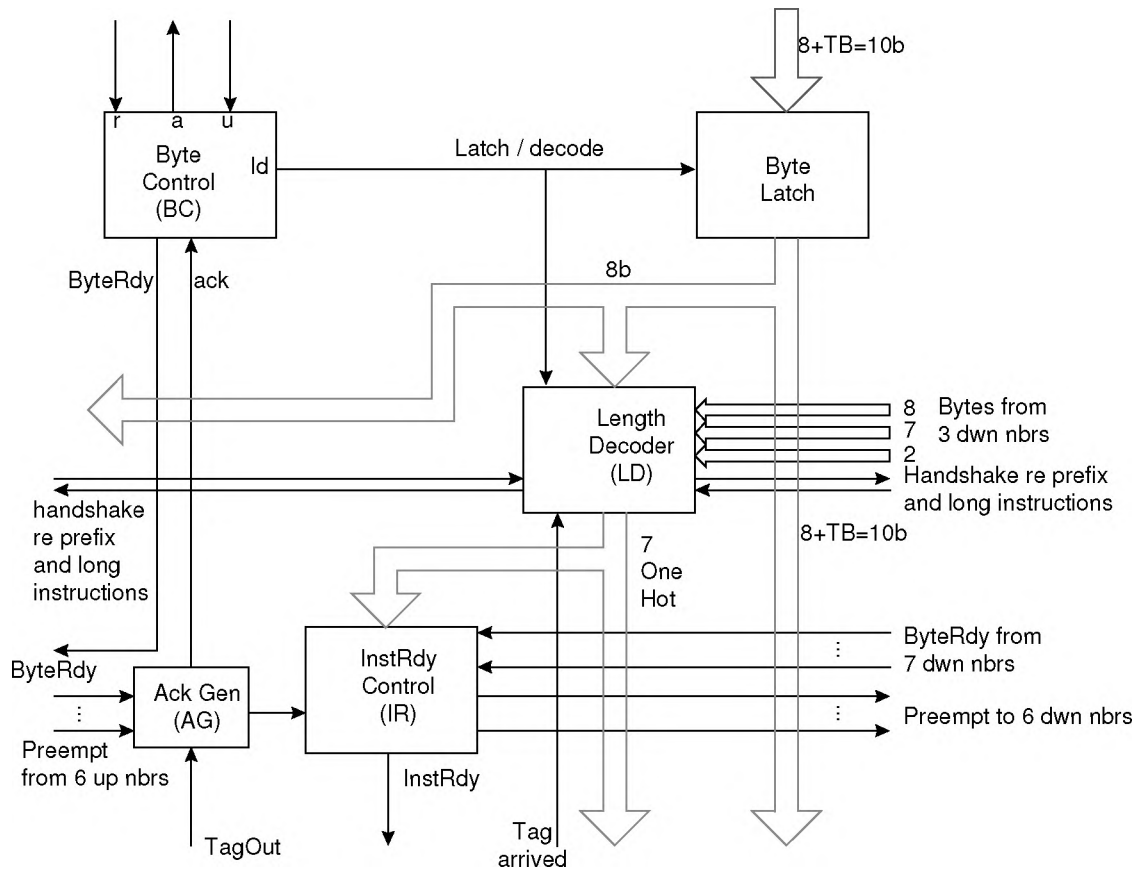 8+TB=10b
r a u
Byte
Control
(BC)
ld
Latch / decode
Byte
Latch
ByteRdy
ack
8b
Length
Decoder
(LD)
8
7
2
Bytes from
3 dwn nbrs
Handshake re prefix
and long instructions
handshake
re prefix
and long
instructions
8+TB=10b
7
One
Hot
ByteRdy
InstRdy
Control
(IR)
ByteRdy from
7 dwn nbrs
Ack Gen
(AG)
Preempt to 6 dwn nbrs
Preempt
from 6 up nbrs
InstRdy
TagOut
Tag
arrived